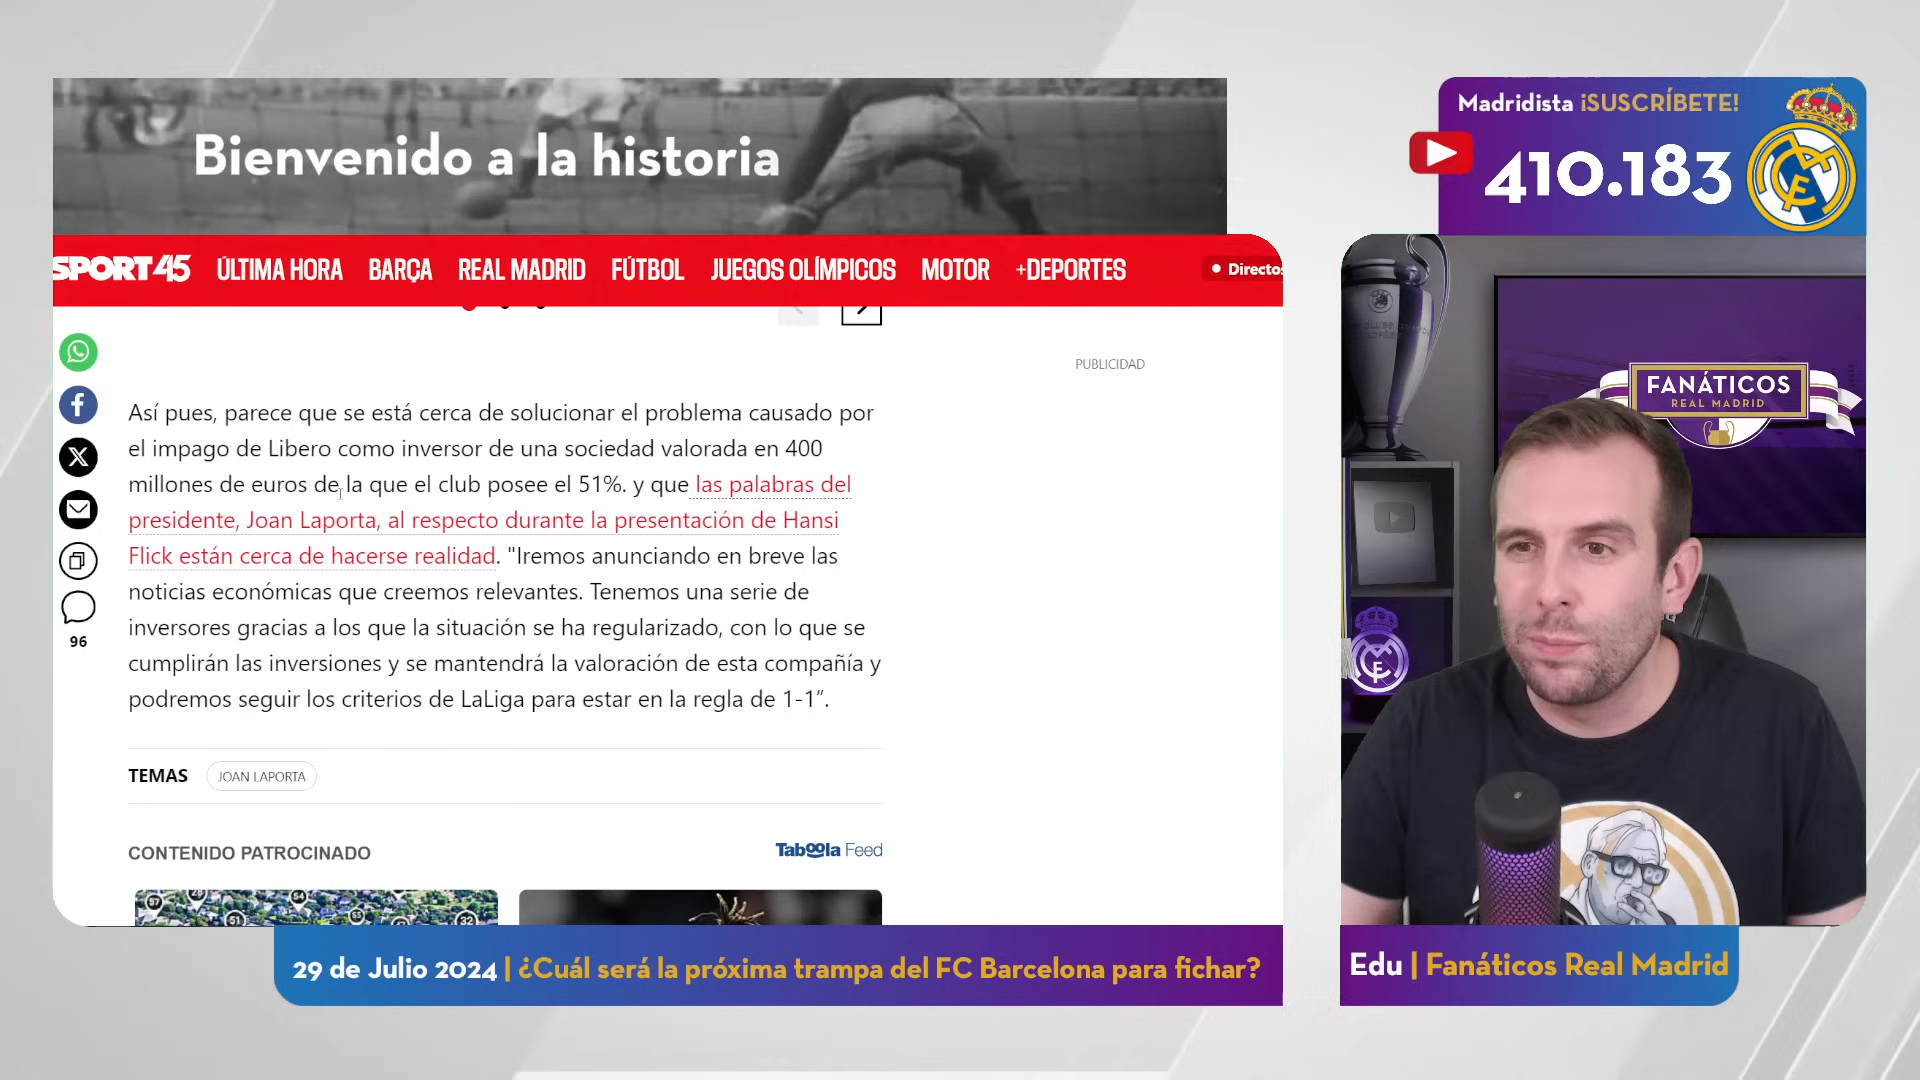 Bienvenido a la historia
Madridista ¡SUSCRÍBETE!
410.183
SPORT 45
ÚLTIMA HORA
BARÇA
REAL MADRID
FÚTBOL
JUEGOS OLÍMPICOS
MOTOR
+DEPORTES
Directos
PUBLICIDAD
Así pues, parece que se está cerca de solucionar el problema causado por
el impago de Libero como inversor de una sociedad valorada en 400
millones de euros de la que el club posee el 51%. y que las palabras del
presidente, Joan Laporta, al respecto durante la presentación de Hansi
Flick están cerca de hacerse realidad. "Iremos anunciando en breve las
noticias económicas que creemos relevantes. Tenemos una serie de
inversores gracias a los que la situación se ha regularizado, con lo que se
cumplirán las inversiones y se mantendrá la valoración de esta compañía y
podremos seguir los criterios de LaLiga para estar en la regla de 1-1”.
96
TEMAS
JOAN LAPORTA
CONTENIDO PATROCINADO
Taboola Feed
57
54
51
55
32
FANÁTICOS
REAL MADRID
29 de Julio 2024 | ¿Cuál será la próxima trampa del FC Barcelona para fichar?
Edu | Fanáticos Real Madrid